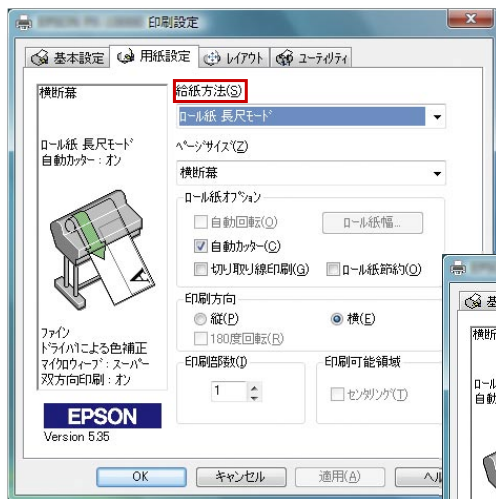 印刷設定
基本設定
用紙設定
レイアウト
ユーティリティ
横断幕
ロール紙 長尺モード
自動カッター：オン
A
ファイン
ドライバによる色補正
マイクロウィーブ：スーパー
双方向印刷：オン
EPSON
Version 5.35
給紙方法(S)
ロール紙 長尺モード
ページサイズ(Z)
横断幕
ロール紙オプション
自動回転(O)
ロール紙幅...
自動カッター(C)
切り取り線印刷(G)
ロール紙節約(O)
印刷方向
縦(P)
横(E)
180度回転(R)
印刷部数(I)
1
印刷可能領域
センタリング(T)
OK
キャンセル
適用(A)
ヘル
基
横断
ロール
自動